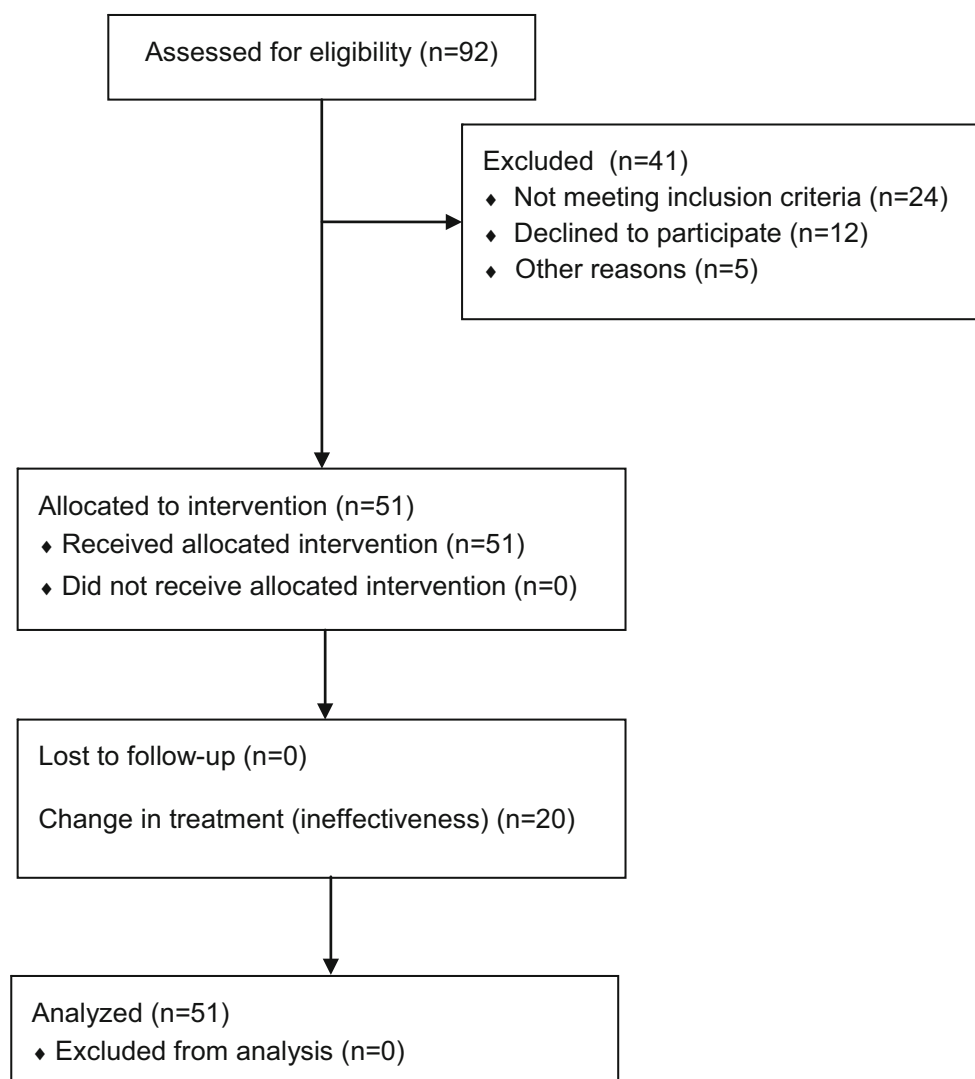 Assessed for eligibility (n=92)
Excluded  (n=41)
♦ Not meeting inclusion criteria (n=24)
♦ Declined to participate (n=12)
♦ Other reasons (n=5)
Allocated to intervention (n=51)
♦ Received allocated intervention (n=51)
♦ Did not receive allocated intervention (n=0)
Lost to follow-up (n=0)
Change in treatment (ineffectiveness) (n=20)
Analyzed (n=51)
♦ Excluded from analysis (n=0)